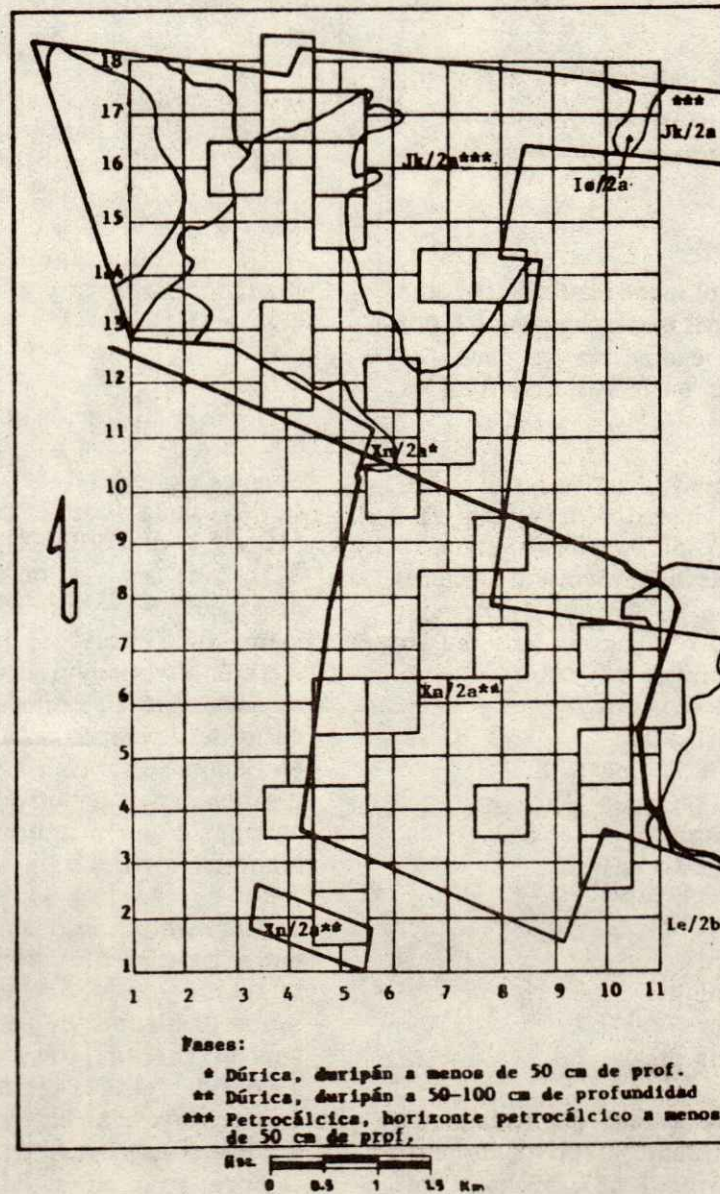 18
17
***
Jk/2a
16
Jk/2a***
Ie/2a
15
14
13
12
11
Xn/2a*
10
9
8
7
6
Xn/2a**
5
4
3
2
Xn/2a**
Le/2b
1
1 2 3 4 5 6 7 8 9 10 11
Fases:
* Dúrica, duripán a menos de 50 cm de prof.
** Dúrica, duripán a 50-100 cm de profundidad
*** Petrocálcica, horizonte petrocálcico a menos
de 50 cm de prof,
Esc.
0 0.5 1 1.5 Km